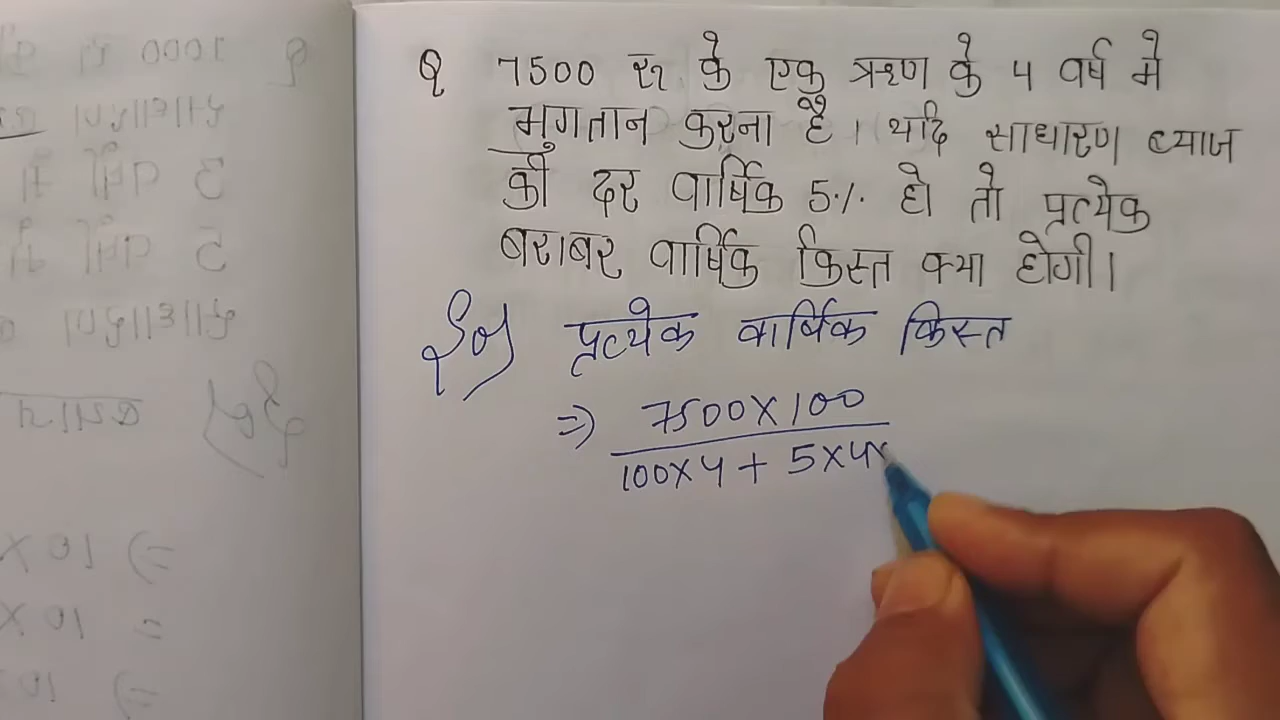 Q 7500 रु के एक ऋण के 4 वर्ष मे
भुगतान करना है। यदि साधारण ब्याज
की दर वार्षिक 5% हो तो प्रत्येक
बराबर वार्षिक किस्त क्या होगी।
Sol प्रत्येक वार्षिक किस्त
⇒ 7500×100
100×4 + 5×4×